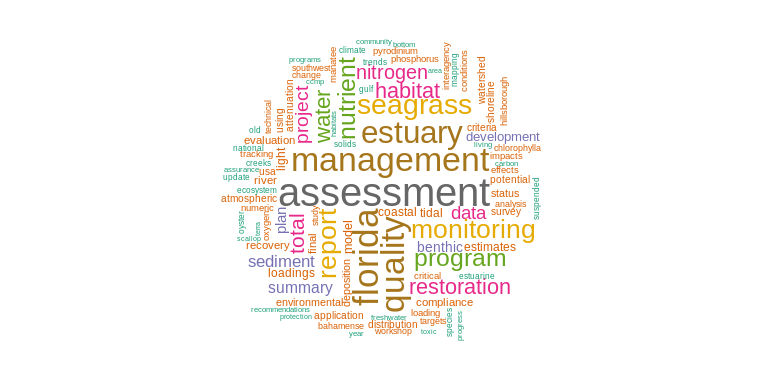 community
bottom
pyrodinium
climate
programs
trends
phosphorus
southwest
nitrogen
area
change
ccmp
manatee
interagency
mapping
conditions
watershed
shoreline
hillsborough
gulf
habitat
seagrass
nutrient
water
project
attenuation
using
technical
habitats
old
estuary
criteria
development
evaluation
solids
living
national
chlorophylla
tracking
light
management
impacts
creeks
carbon
assurance
usa
effects
update
river
potential
ecosystem
assessment
status
atmospheric
analysis
numeric
plan
study
coastal
tidal
data
survey
suspended
oyster
tens
oxygen
total
report
model
florida
quality
monitoring
scallop
final
recovery
benthic
estimates
sediment
program
loadings
critical
estuarine
summary
deposition
restoration
environmental
compliance
recommendations
application
loading
protection
freshwater
targets
bahamense
distribution
species
progress
year
workshop
toxic